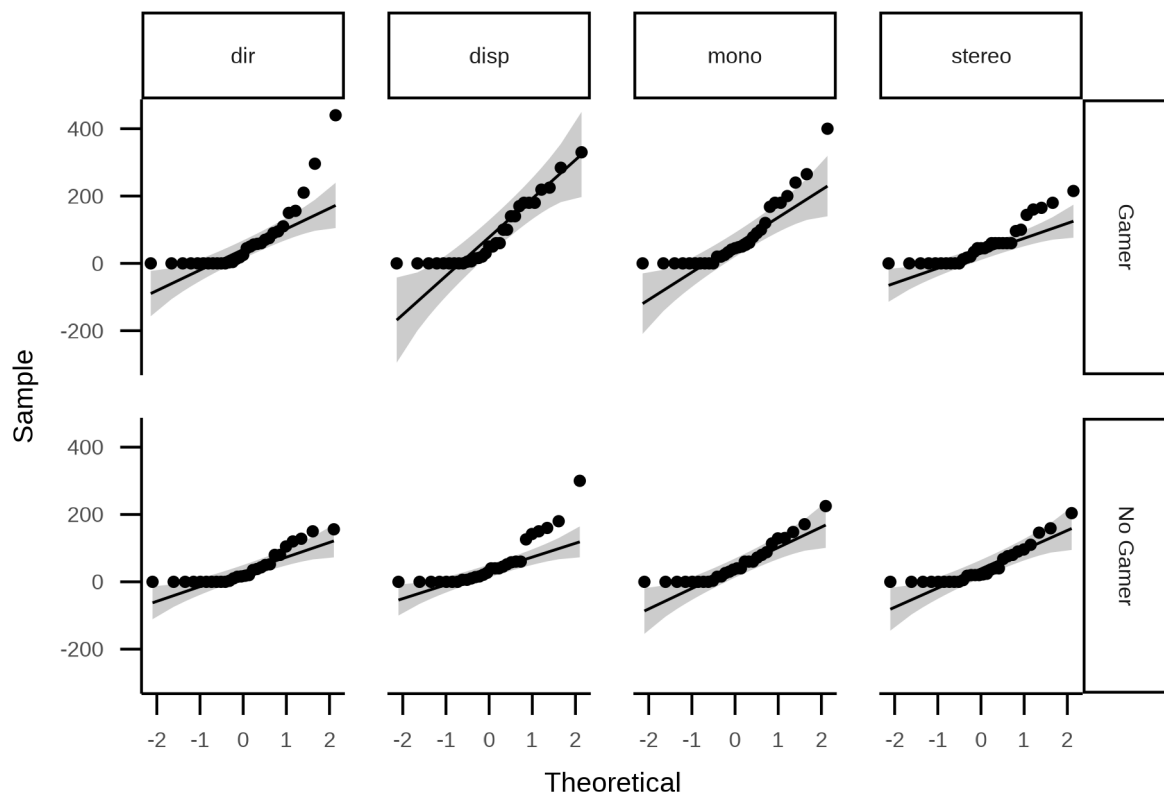 dir disp mono stereo
400
200
0
-200
Gamer
400
200
0
-200
No Gamer
Sample
-2 -1 0 1 2 -2 -1 0 1 2 -2 -1 0 1 2 -2 -1 0 1 2
Theoretical